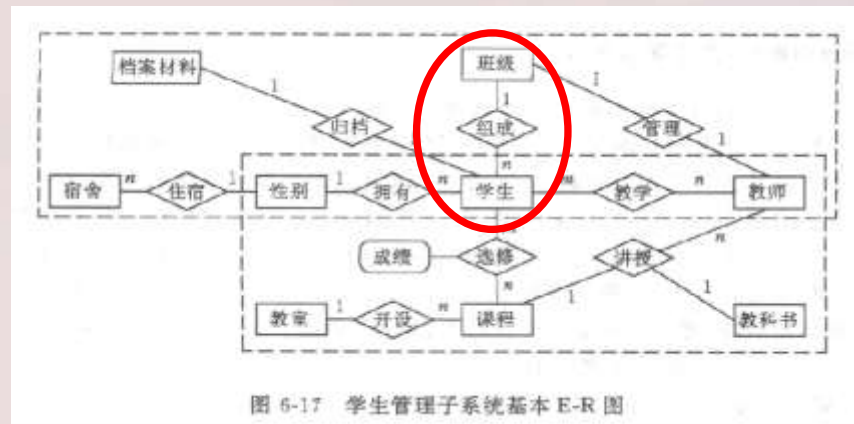 档案材料
班级
1
1
1
归档
组成
管理
n
1
宿舍
n
住宿
1
性别
1
拥有
n
学生
n
教学
n
教师
n
成绩
选修
讲授
n
1
1
教室
1
开设
n
课程
教科书
图 6-17 学生管理子系统基本 E-R 图